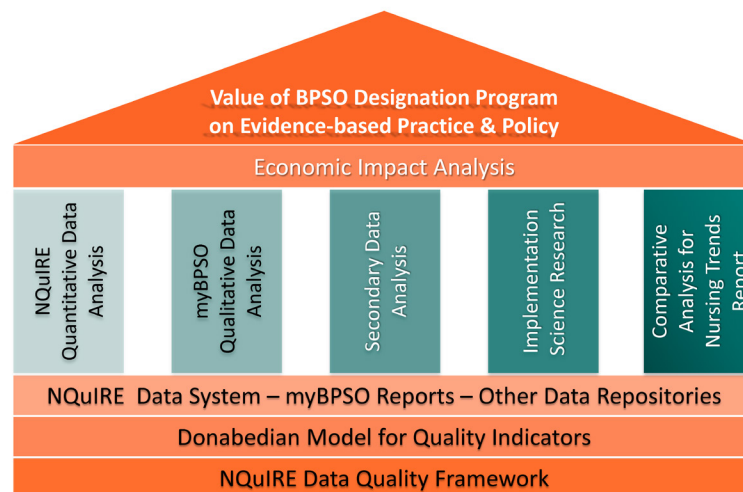 Value of BPSO Designation Program
on Evidence-based Practice & Policy
Economic Impact Analysis
NQuIRE
Quantitative Data
Analysis
myBPSO
Qualitative Data
Analysis
Secondary Data
Analysis
Implementation
Science Research
Comparative
Analysis for
Nursing Trends
Report
NQuIRE Data System – myBPSO Reports – Other Data Repositories
Donabedian Model for Quality Indicators
NQuIRE Data Quality Framework